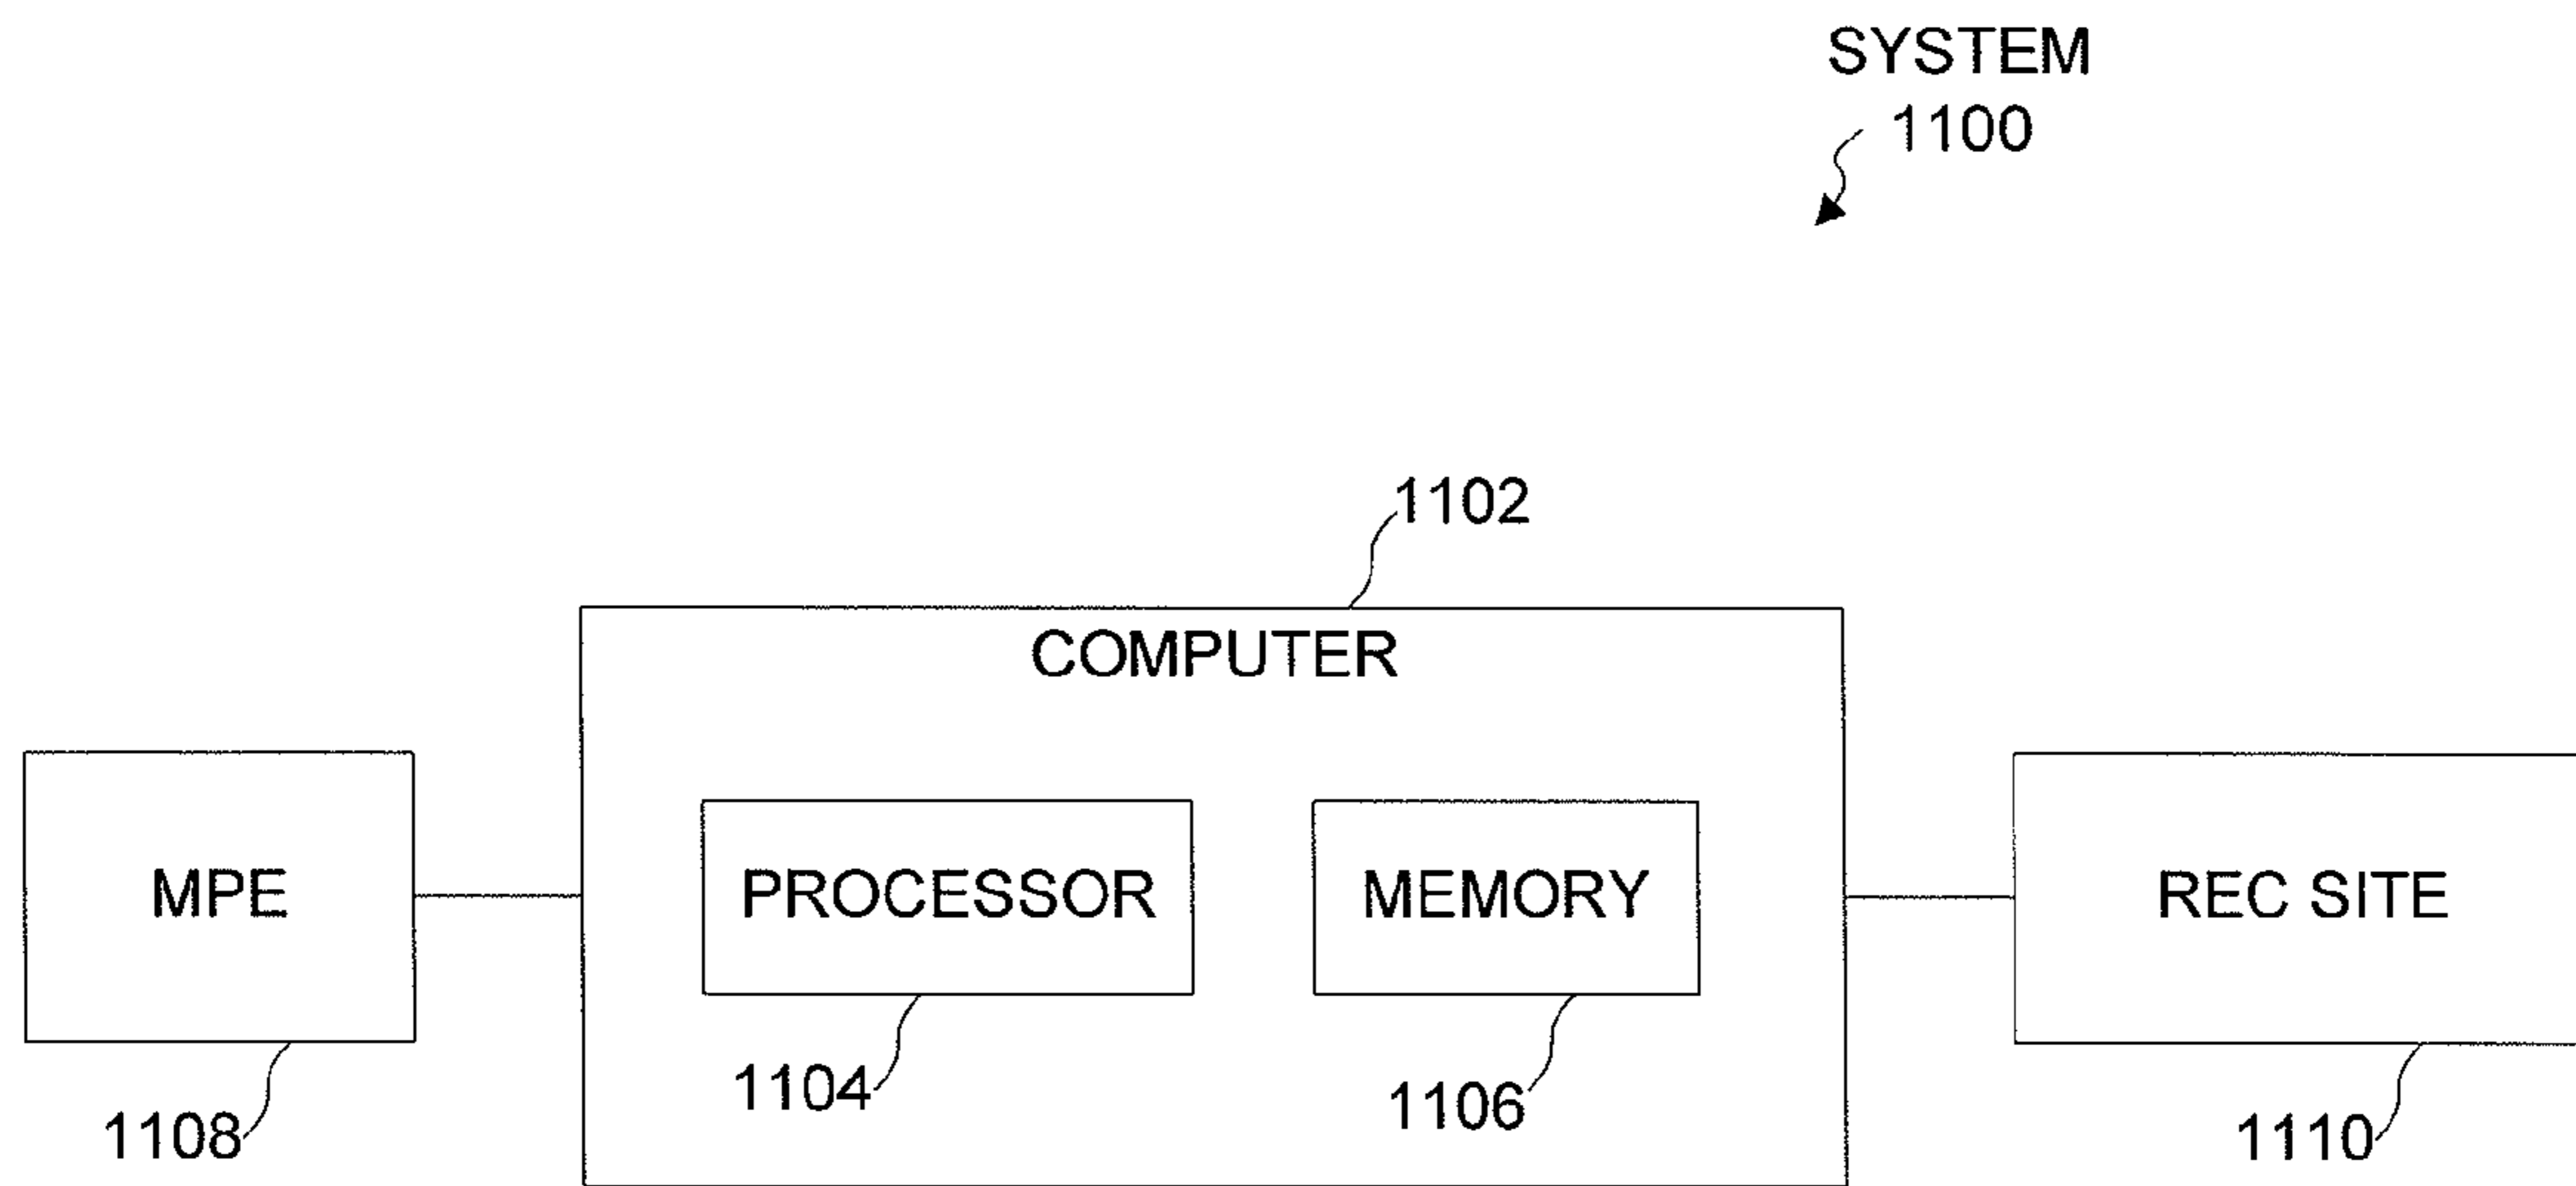 SYSTEM
1100
1102
COMPUTER
MPE
PROCESSOR
MEMORY
REC SITE
1104
1106
1108
1110